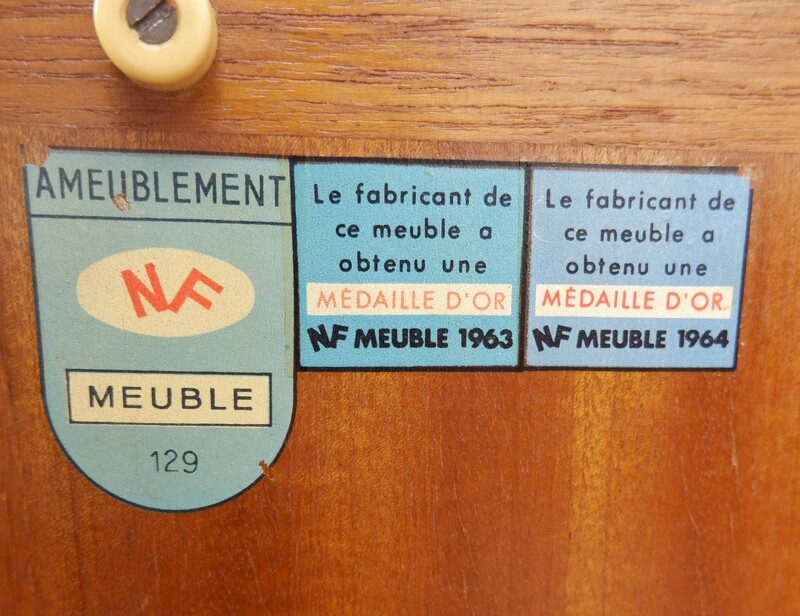 AMEUBLEMENT
NF
MEUBLE
129
Le fabricant de
ce meuble a
obtenu une
MÉDAILLE D'OR
NF MEUBLE 1963
Le fabricant de
ce meuble a
obtenu une
MÉDAILLE D'OR
NF MEUBLE 1964